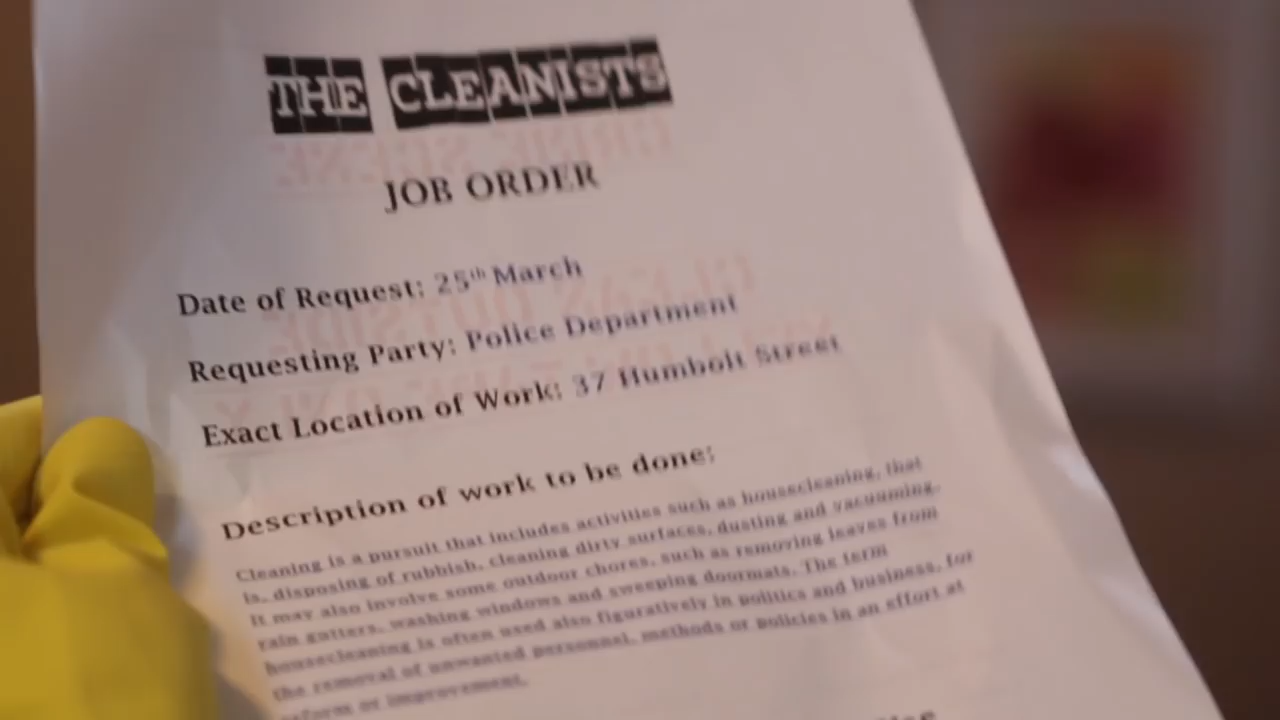 THE CLEANISTS
JOB ORDER
Date of Request: 25th March
Requesting Party: Police Department
Exact Location of Work: 37 Humbolt Street
Description of work to be done:
Cleaning is a pursuit that includes activities such as housecleaning, that
is, disposing of rubbish, cleaning dirty surfaces, dusting and vacuuming.
It may also involve some outdoor chores, such as removing leaves from
rain gutters, washing windows and sweeping doormats. The term
housecleaning is often used also figuratively in politics and business, for
the removal of unwanted personnel, methods or policies in an effort at
reform or improvement.